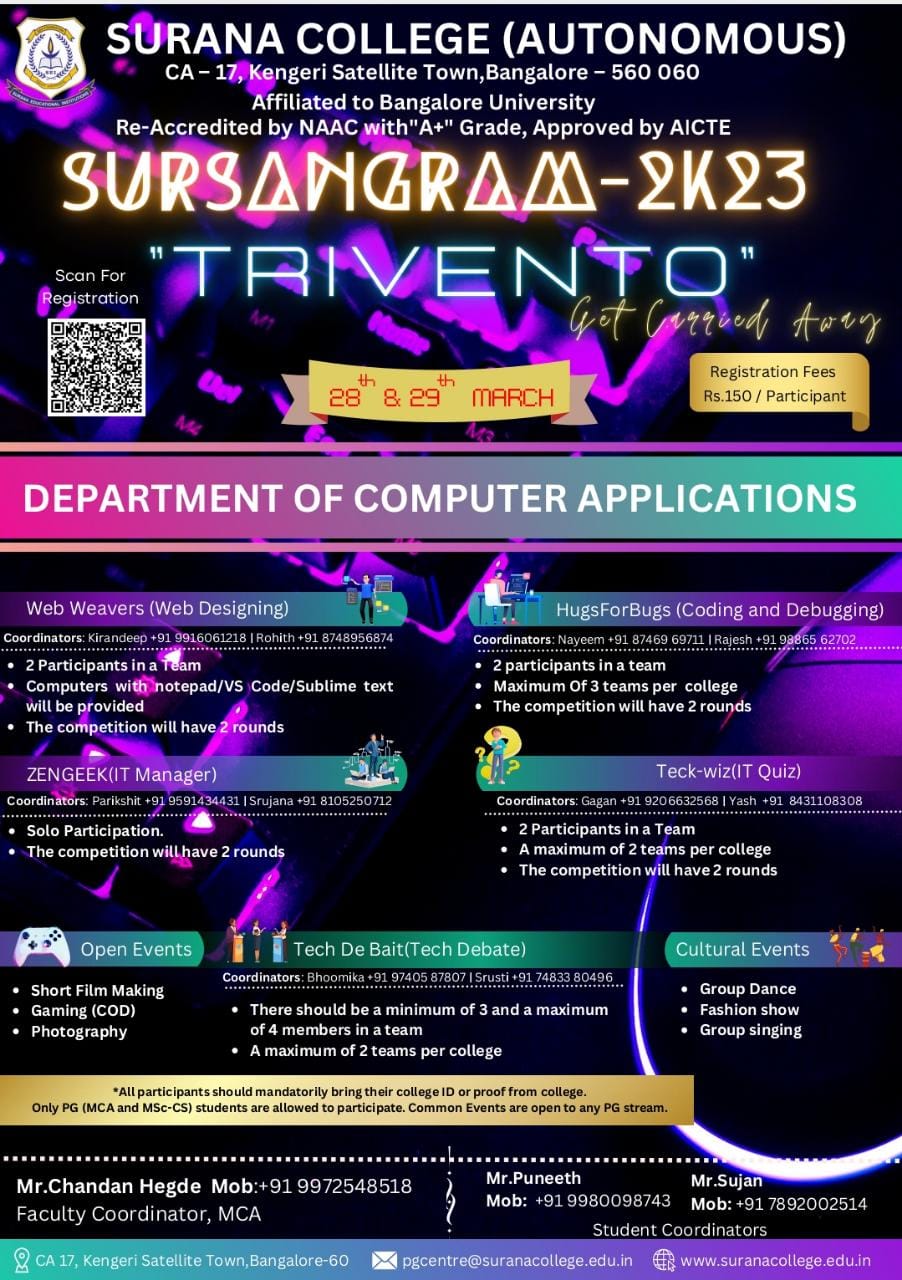 SURANA COLLEGE (AUTONOMOUS)
CA – 17, Kengeri Satellite Town,Bangalore – 560 060
Affiliated to Bangalore University
Re-Accredited by NAAC with"A+" Grade, Approved by AICTE
SURSANGRAM-2K23
"TRIVENTO"
Get Carried Away
Scan For
Registration
28th & 29th MARCH
Registration Fees
Rs.150 / Participant
DEPARTMENT OF COMPUTER APPLICATIONS
Web Weavers (Web Designing)
Coordinators: Kirandeep +91 9916061218 | Rohith +91 8748956874
• 2 Participants in a Team
• Computers with notepad/VS Code/Sublime text
will be provided
• The competition will have 2 rounds
HugsForBugs (Coding and Debugging)
Coordinators: Nayeem +91 87469 69711 | Rajesh +91 98865 62702
• 2 participants in a team
• Maximum Of 3 teams per college
• The competition will have 2 rounds
ZENGEEK(IT Manager)
Coordinators: Parikshit +91 9591434431 | Srujana +91 8105250712
• Solo Participation.
• The competition will have 2 rounds
Teck-wiz(IT Quiz)
Coordinators: Gagan +91 9206632568 | Yash +91 8431108308
• 2 Participants in a Team
• A maximum of 2 teams per college
• The competition will have 2 rounds
Open Events
• Short Film Making
• Gaming (COD)
• Photography
Tech De Bait(Tech Debate)
Coordinators: Bhoomika +91 97405 87807 | Srusti +91 74833 80496
• There should be a minimum of 3 and a maximum
of 4 members in a team
• A maximum of 2 teams per college
Cultural Events
• Group Dance
• Fashion show
• Group singing
*All participants should mandatorily bring their college ID or proof from college.
Only PG (MCA and MSc-CS) students are allowed to participate. Common Events are open to any PG stream.
Mr.Chandan Hegde Mob:+91 9972548518
Faculty Coordinator, MCA
Mr.Puneeth
Mob: +91 9980098743
Mr.Sujan
Mob: +91 7892002514
Student Coordinators
CA 17, Kengeri Satellite Town,Bangalore-60
pgcentre@suranacollege.edu.in
www.suranacollege.edu.in